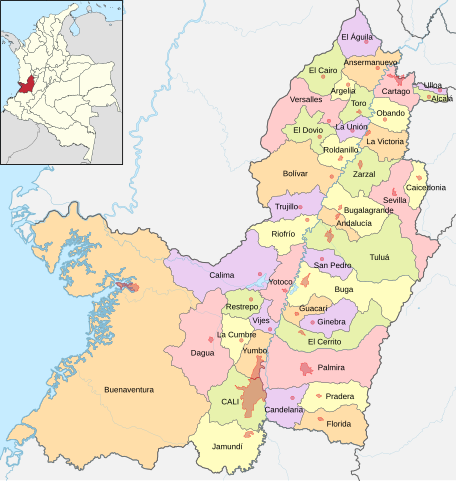 El Águila
El Cairo
Ansermanuevo
Argelia
Cartago
Ulloa
Alcalá
Versalles
Toro
Obando
El Dovio
La Unión
La Victoria
Roldanillo
Bolívar
Zarzal
Caicedonia
Sevilla
Trujillo
Bugalagrande
Andalucía
Riofrío
Tuluá
San Pedro
Calima
Yotoco
Buga
Restrepo
Guacarí
Vijes
Ginebra
La Cumbre
El Cerrito
Dagua
Yumbo
Palmira
Buenaventura
CALI
Candelaria
Pradera
Florida
Jamundí